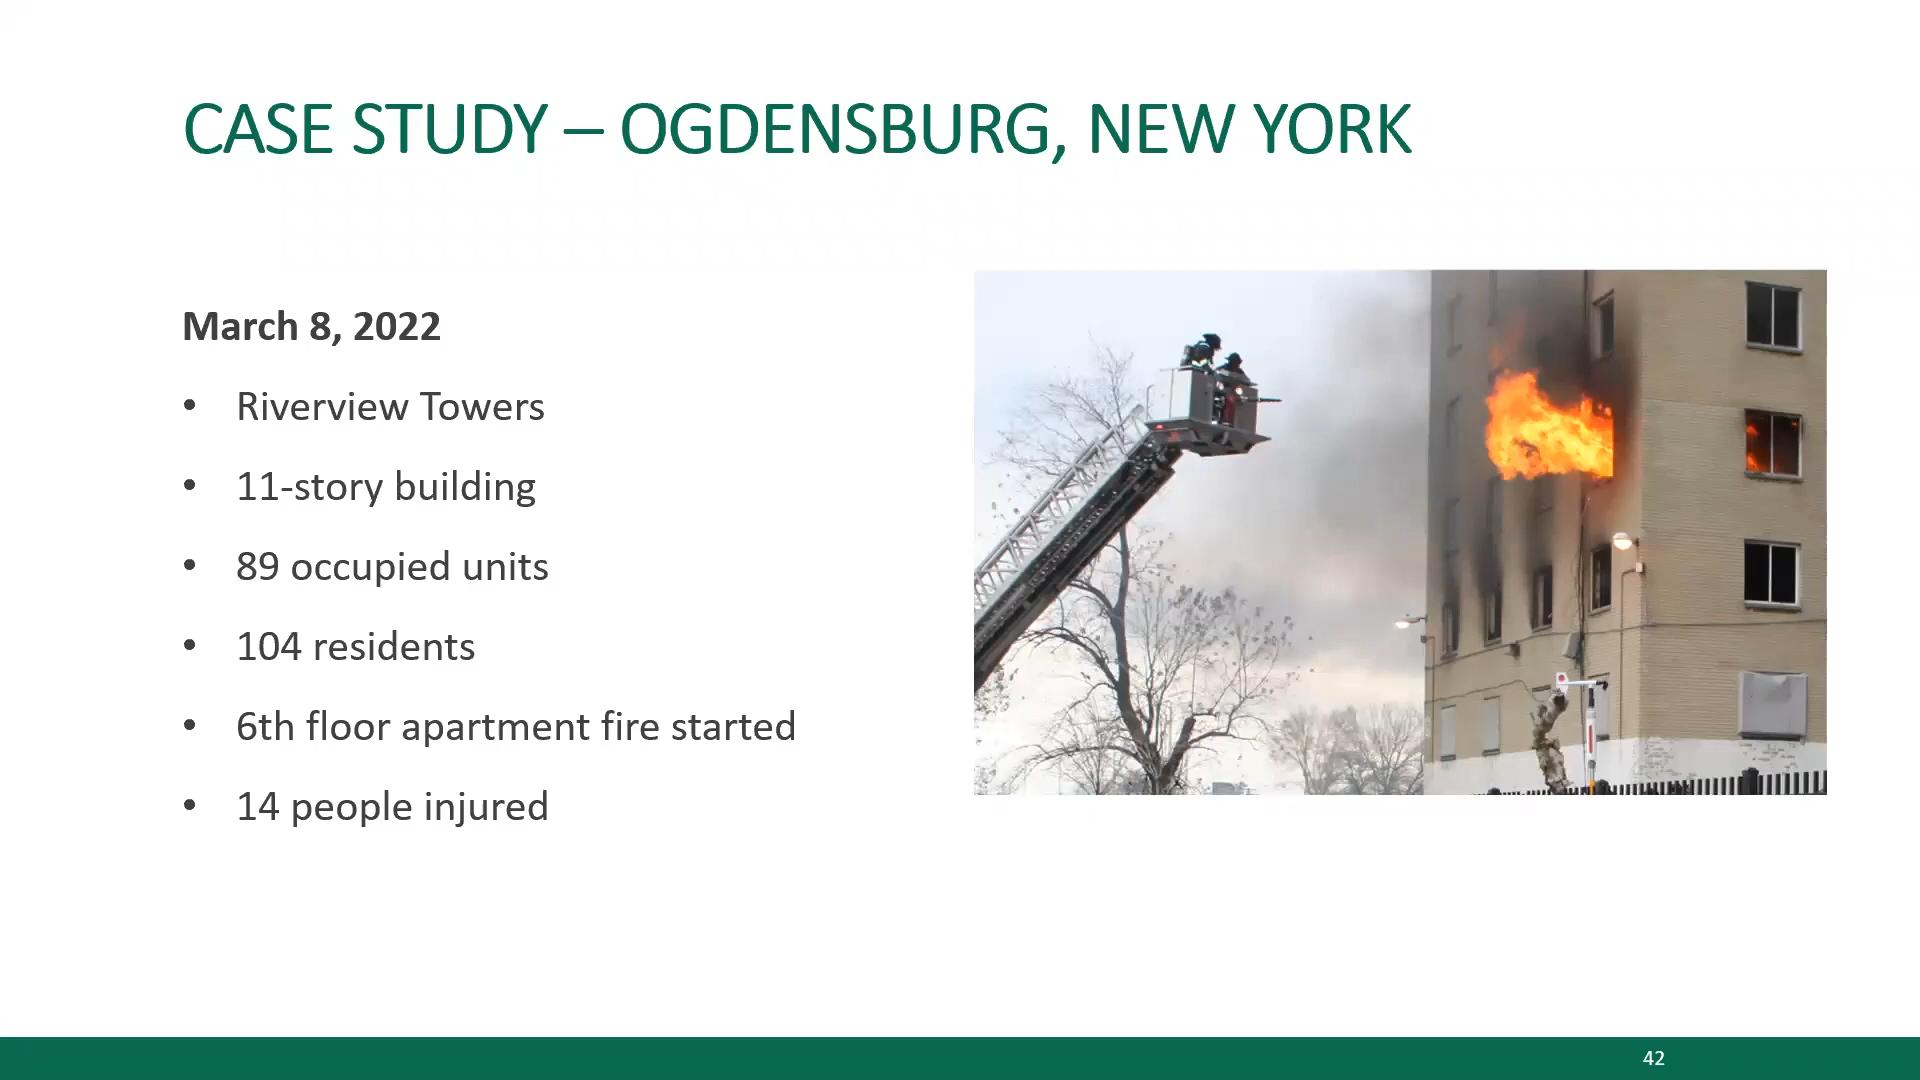 CASE STUDY – OGDENSBURG, NEW YORK
March 8, 2022
• Riverview Towers
• 11-story building
• 89 occupied units
• 104 residents
• 6th floor apartment fire started
• 14 people injured
42